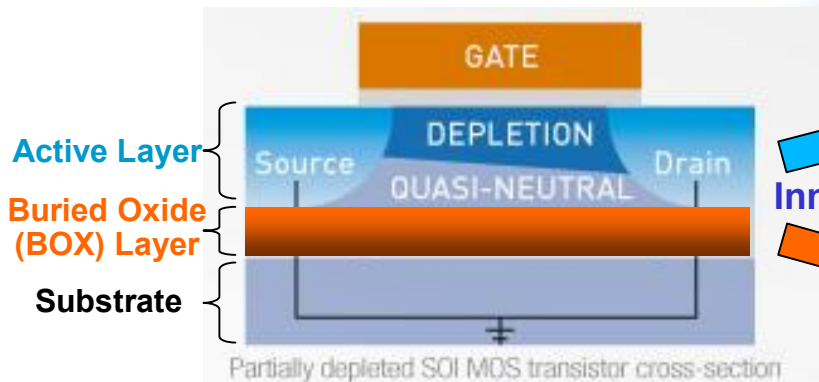 GATE
DEPLETION
Active Layer
Source
Drain
QUASI-NEUTRAL
Buried Oxide
(BOX) Layer
Substrate
Partially depleted SOI MOS transistor cross-section